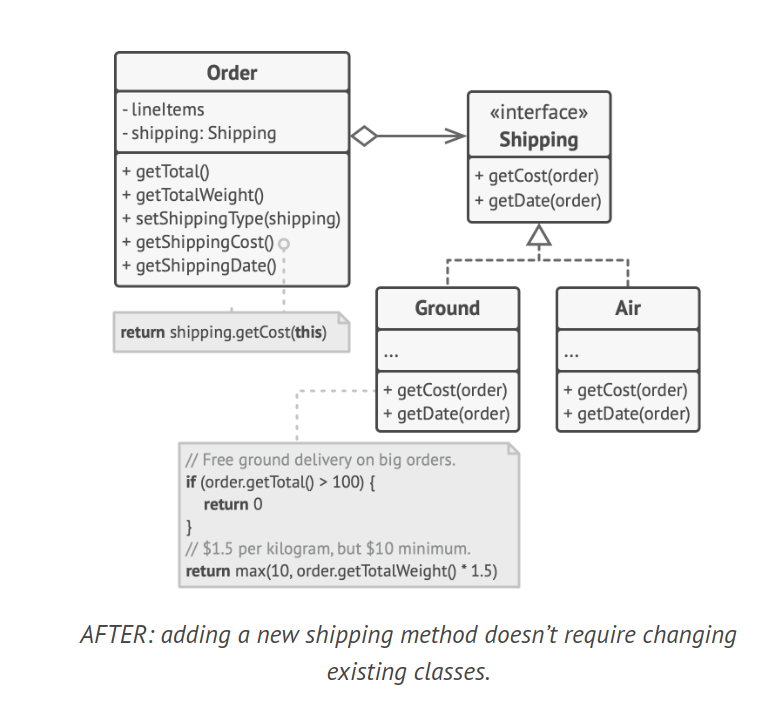 Order
- lineItems
- shipping: Shipping
+ getTotal()
+ getTotalWeight()
+ setShippingType(shipping)
+ getShippingCost()
+ getShippingDate()
return shipping.getCost(this)
«interface»
Shipping
+ getCost(order)
+ getDate(order)
Ground
...
+ getCost(order)
+ getDate(order)
Air
...
+ getCost(order)
+ getDate(order)
// Free ground delivery on big orders.
if (order.getTotal() > 100) {
return 0
}
// $1.5 per kilogram, but $10 minimum.
return max(10, order.getTotalWeight() * 1.5)
AFTER: adding a new shipping method doesn’t require changing
existing classes.